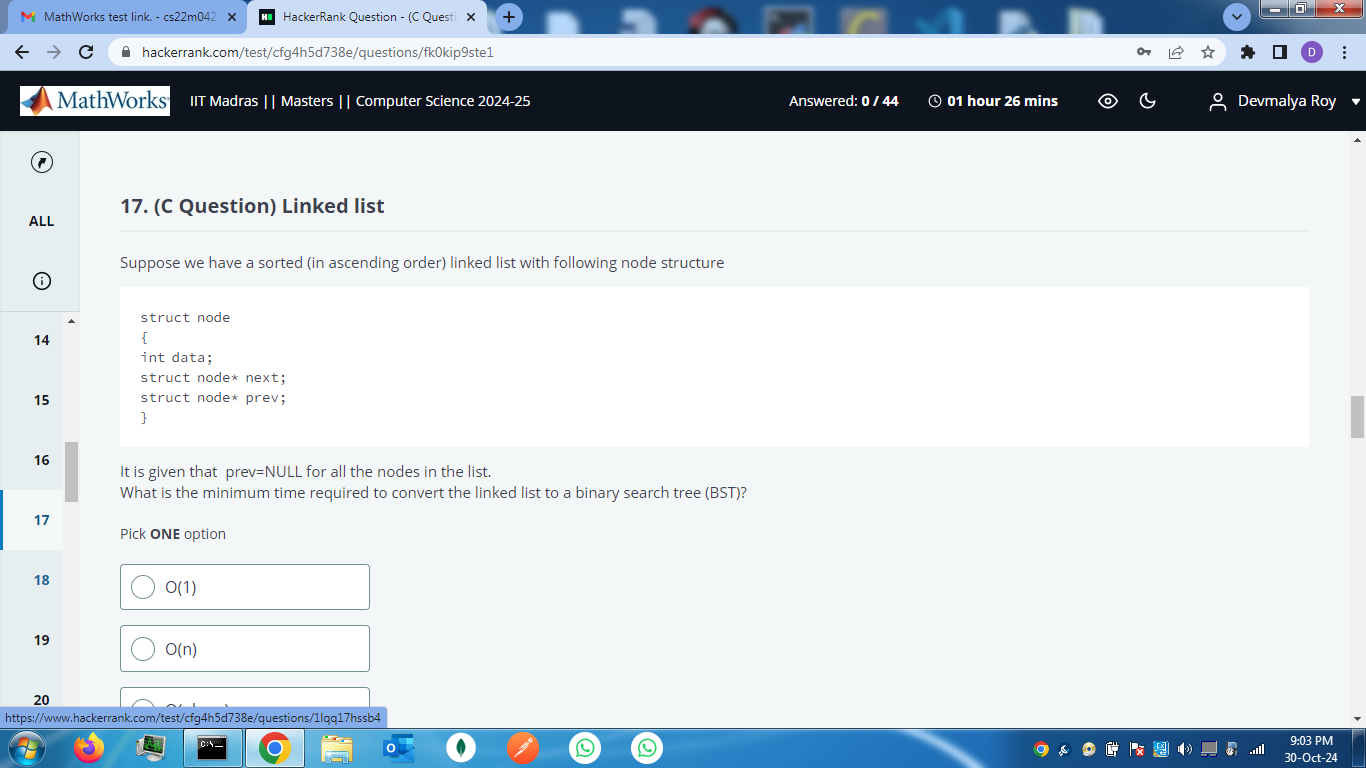 MathWorks test link. - cs22m042
HackerRank Question - (C Questi
hackerrank.com/test/cfg4h5d738e/questions/fk0kip9ste1
D
MathWorks
IIT Madras || Masters || Computer Science 2024-25
Answered: 0 / 44
01 hour 26 mins
Devmalya Roy
ALL
14
15
16
17
18
19
20
17. (C Question) Linked list
Suppose we have a sorted (in ascending order) linked list with following node structure
struct node
{
int data;
struct node* next;
struct node* prev;
}
It is given that prev=NULL for all the nodes in the list.
What is the minimum time required to convert the linked list to a binary search tree (BST)?
Pick ONE option
O(1)
O(n)
https://www.hackerrank.com/test/cfg4h5d738e/questions/1lqq17hssb4
9:03 PM
30-Oct-24